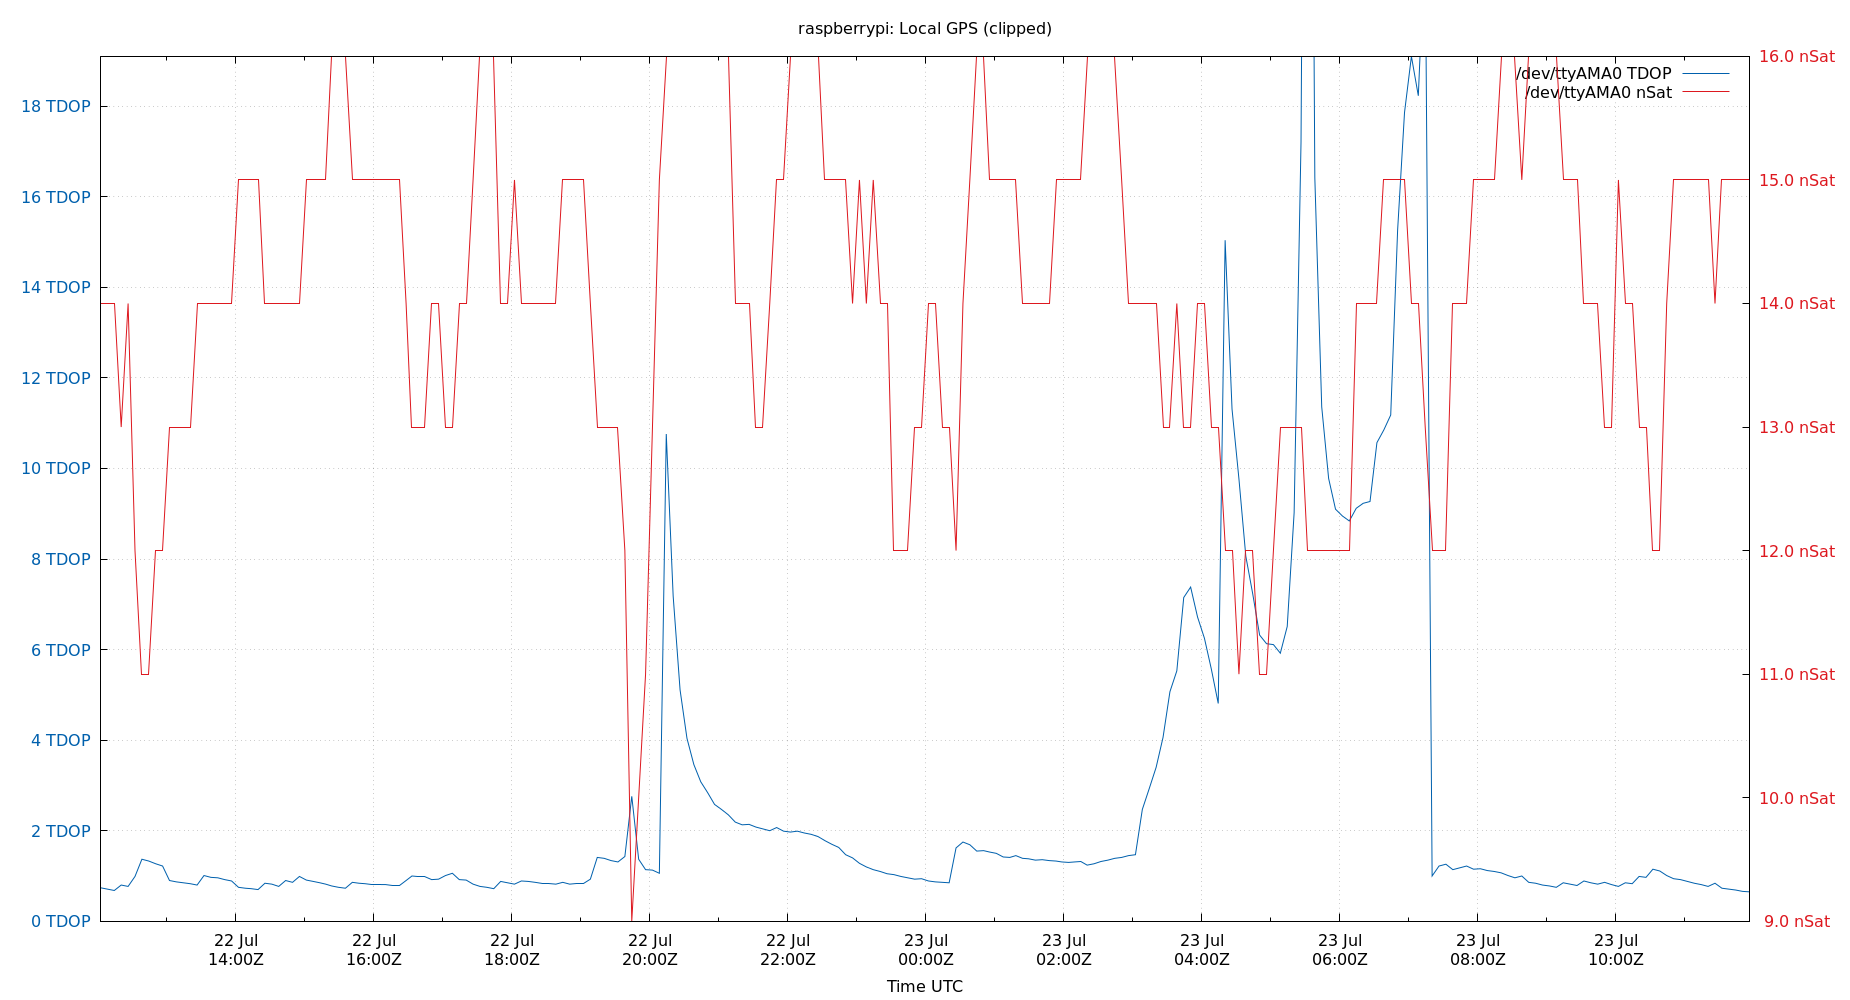 raspberrypi: Local GPS (clipped)
/dev/ttyAMA0 TDOP
/dev/ttyAMA0 nSat
18 TDOP
16 TDOP
14 TDOP
12 TDOP
10 TDOP
8 TDOP
6 TDOP
4 TDOP
2 TDOP
0 TDOP
16.0 nSat
15.0 nSat
14.0 nSat
13.0 nSat
12.0 nSat
11.0 nSat
10.0 nSat
9.0 nSat
22 Jul
14:00Z
22 Jul
16:00Z
22 Jul
18:00Z
22 Jul
20:00Z
22 Jul
22:00Z
23 Jul
00:00Z
23 Jul
02:00Z
23 Jul
04:00Z
23 Jul
06:00Z
23 Jul
08:00Z
23 Jul
10:00Z
Time UTC